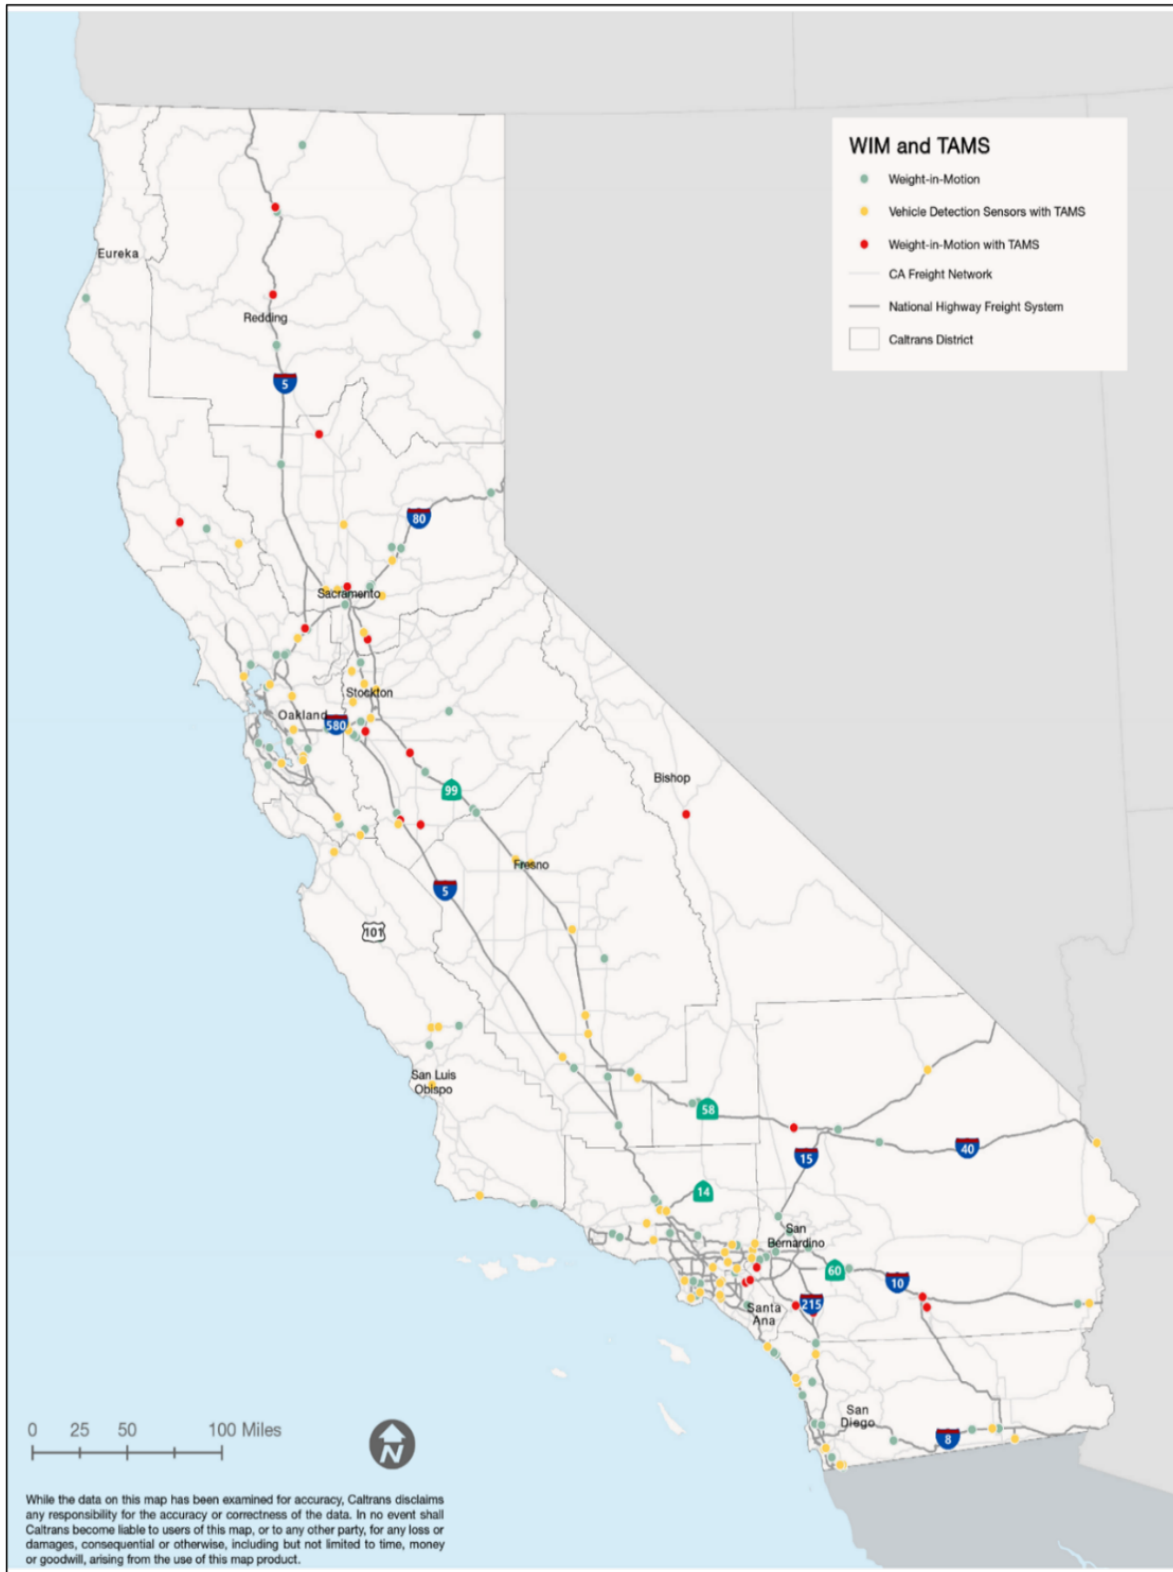 WIM and TAMS
Weight-in-Motion
Vehicle Detection Sensors with TAMS
Weight-in-Motion with TAMS
CA Freight Network
National Highway Freight System
Caltrans District
Eureka
Redding
5
80
Sacramento
Stockton
Oakland
580
Bishop
99
Fresno
5
101
San Luis
Obispo
58
15
40
14
San
Bernardino
60
10
215
Santa
Ana
San
Diego
8
0 25 50 100 Miles
N
While the data on this map has been examined for accuracy, Caltrans disclaims
any responsibility for the accuracy or correctness of the data. In no event shall
Caltrans become liable to users of this map, or to any other party, for any loss or
damages, consequential or otherwise, including but not limited to time, money
or goodwill, arising from the use of this map product.